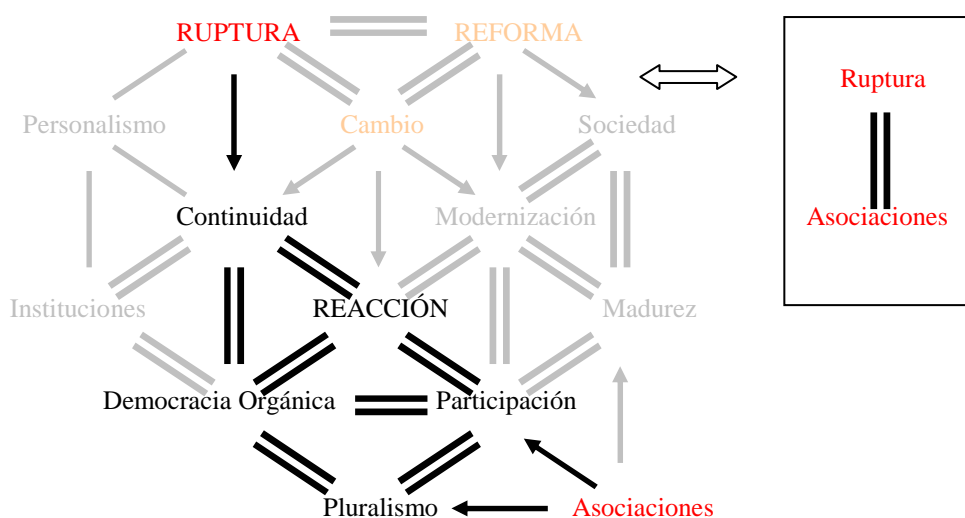 RUPTURA
REFORMA
Personalismo
Cambio
Sociedad
Continuidad
Modernización
Instituciones
REACCIÓN
Madurez
Democracia Orgánica
Participación
Pluralismo
Asociaciones
Ruptura
Asociaciones